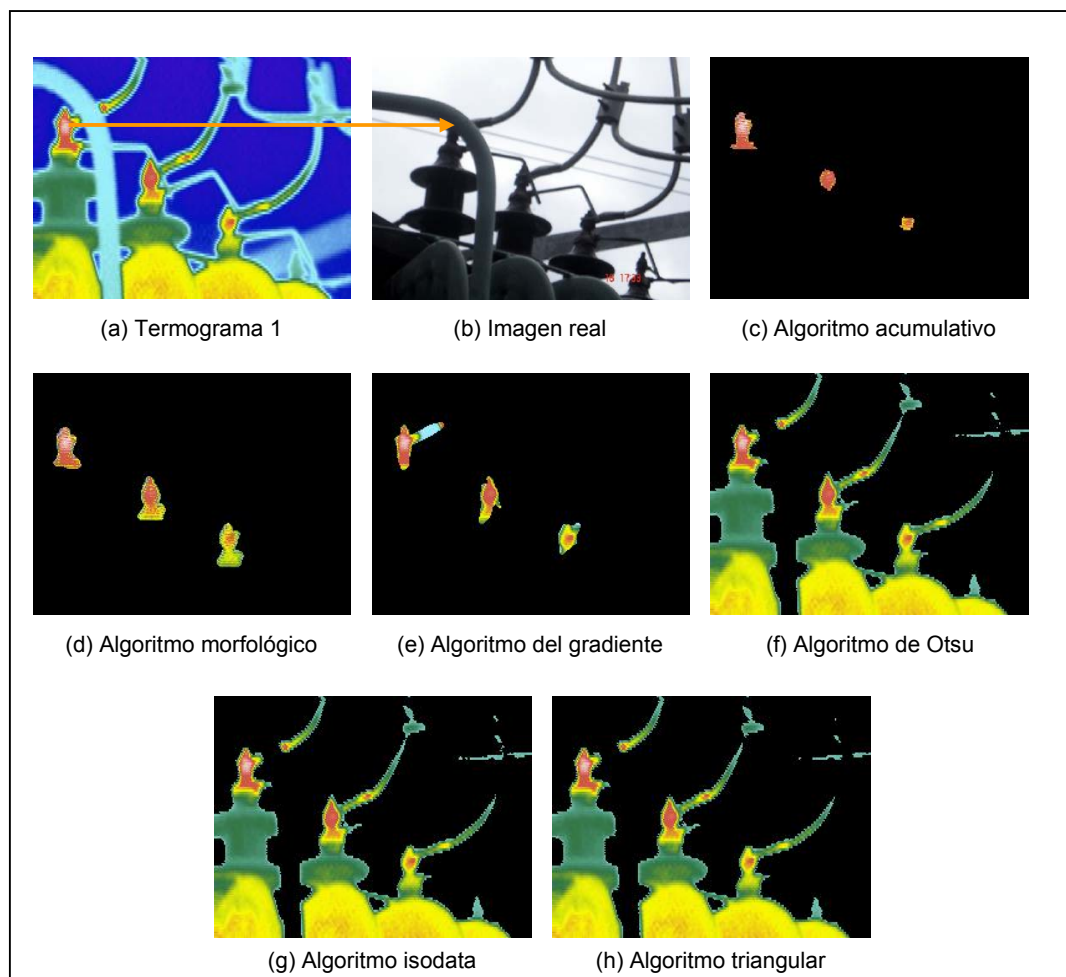 (a) Termograma 1
(b) Imagen real
(c) Algoritmo acumulativo
(d) Algoritmo morfológico
(e) Algoritmo del gradiente
(f) Algoritmo de Otsu
(g) Algoritmo isodata
(h) Algoritmo triangular